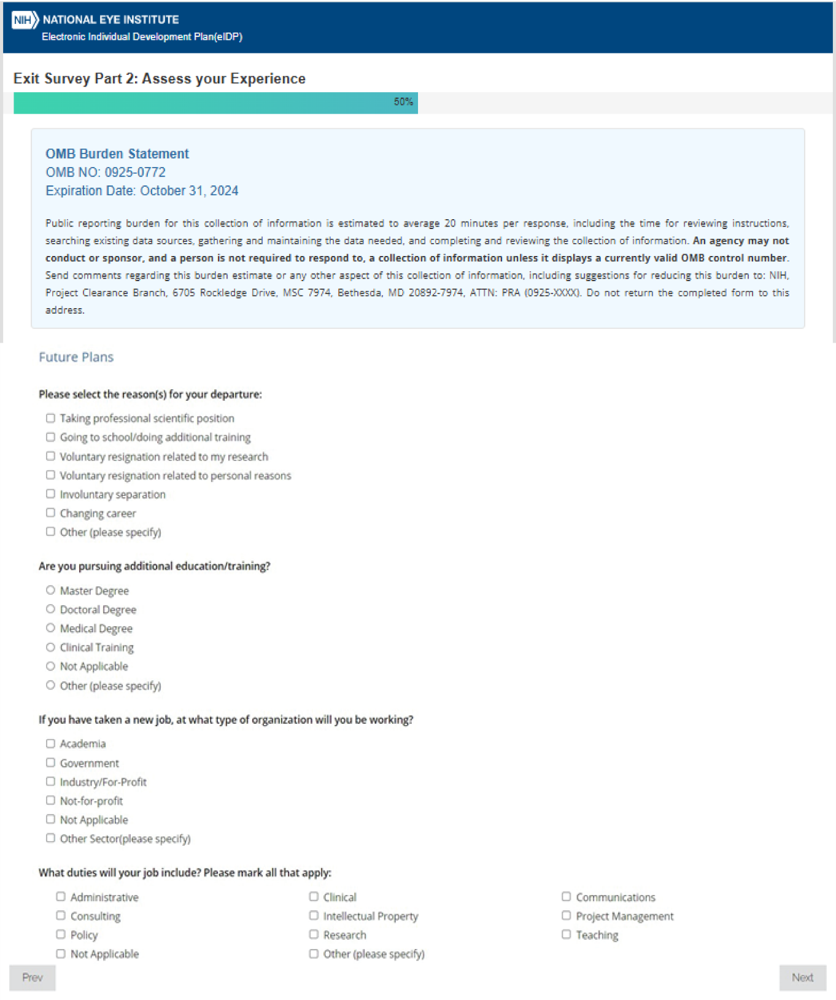 NIH NATIONAL EYE INSTITUTE
Electronic Individual Development Plan(eIDP)
Exit Survey Part 2: Assess your Experience
50%
OMB Burden Statement
OMB NO: 0925-0772
Expiration Date: October 31, 2024
Public reporting burden for this collection of information is estimated to average 20 minutes per response, including the time for reviewing instructions,
searching existing data sources, gathering and maintaining the data needed, and completing and reviewing the collection of information. An agency may not
conduct or sponsor, and a person is not required to respond to, a collection of information unless it displays a currently valid OMB control number.
Send comments regarding this burden estimate or any other aspect of this collection of information, including suggestions for reducing this burden to: NIH,
Project Clearance Branch, 6705 Rockledge Drive, MSC 7974, Bethesda, MD 20892-7974, ATTN: PRA (0925-XXXX). Do not return the completed form to this
address.
Future Plans
Please select the reason(s) for your departure:
Taking professional scientific position
Going to school/doing additional training
Voluntary resignation related to my research
Voluntary resignation related to personal reasons
Involuntary separation
Changing career
Other (please specify)
Are you pursuing additional education/training?
Master Degree
Doctoral Degree
Medical Degree
Clinical Training
Not Applicable
Other (please specify)
If you have taken a new job, at what type of organization will you be working?
Academia
Government
Industry/For-Profit
Not-for-profit
Not Applicable
Other Sector(please specify)
What duties will your job include? Please mark all that apply:
Administrative Clinical Communications
Consulting Intellectual Property Project Management
Policy Research Teaching
Not Applicable Other (please specify)
Prev Next